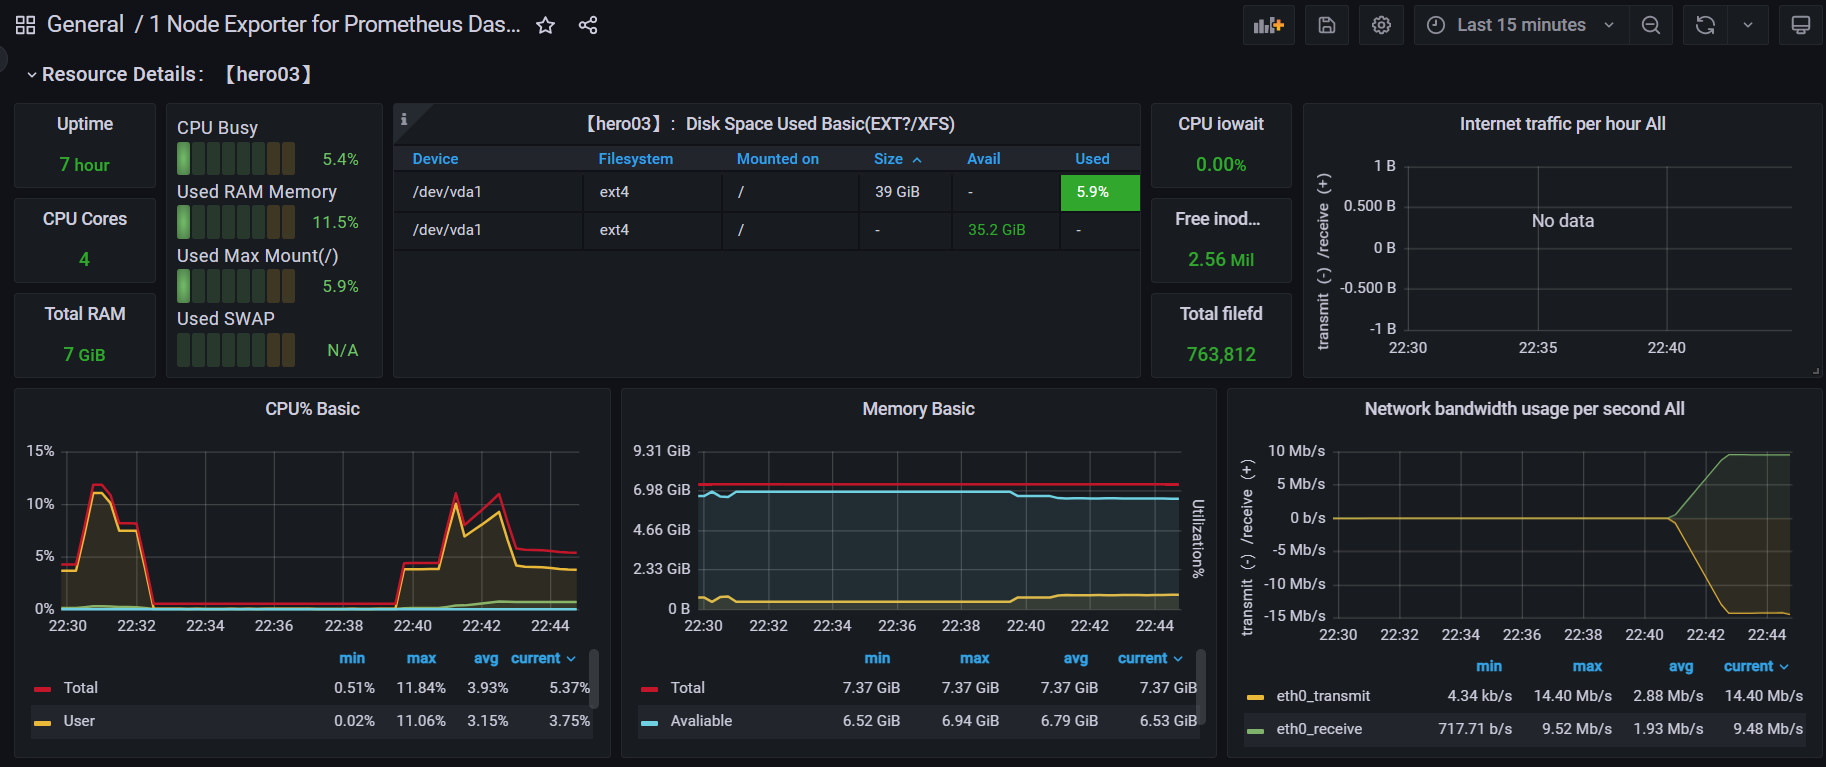 General / 1 Node Exporter for Prometheus Das...
Last 15 minutes
Resource Details：【hero03】
Uptime
7 hour
CPU Cores
4
Total RAM
7 GiB
CPU Busy
5.4%
Used RAM Memory
11.5%
Used Max Mount(/)
5.9%
Used SWAP
N/A
【hero03】：Disk Space Used Basic(EXT?/XFS)
Device Filesystem Mounted on Size Avail Used
/dev/vda1 ext4 / 39 GiB - 5.9%
/dev/vda1 ext4 / - 35.2 GiB -
CPU iowait
0.00%
Free inod...
2.56 Mil
Total filefd
763,812
Internet traffic per hour All
transmit（-）/receive（+）
1 B
0.500 B
0 B
-0.500 B
-1 B
No data
22:30 22:35 22:40
CPU% Basic
15%
10%
5%
0%
22:30 22:32 22:34 22:36 22:38 22:40 22:42 22:44
min max avg current
Total 0.51% 11.84% 3.93% 5.37%
User 0.02% 11.06% 3.15% 3.75%
Memory Basic
9.31 GiB
6.98 GiB
4.66 GiB
2.33 GiB
0 B
Utilization%
22:30 22:32 22:34 22:36 22:38 22:40 22:42 22:44
min max avg current
Total 7.37 GiB 7.37 GiB 7.37 GiB 7.37 GiB
Avaliable 6.52 GiB 6.94 GiB 6.79 GiB 6.53 GiB
Network bandwidth usage per second All
transmit（-）/receive（+）
10 Mb/s
5 Mb/s
0 b/s
-5 Mb/s
-10 Mb/s
-15 Mb/s
22:30 22:32 22:34 22:36 22:38 22:40 22:42 22:44
min max avg current
eth0_transmit 4.34 kb/s 14.40 Mb/s 2.88 Mb/s 14.40 Mb/s
eth0_receive 717.71 b/s 9.52 Mb/s 1.93 Mb/s 9.48 Mb/s